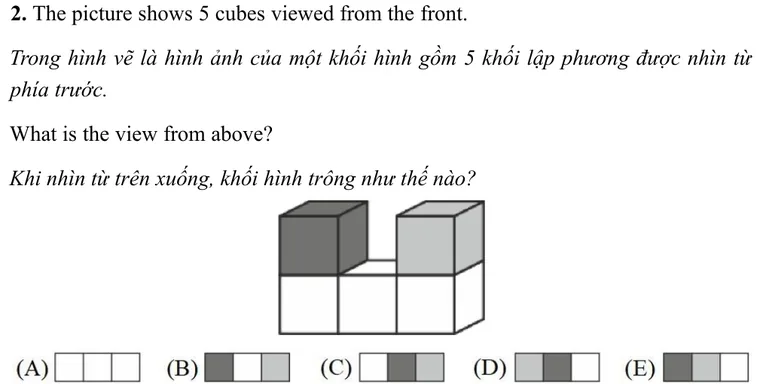 2. The picture shows 5 cubes viewed from the front.
Trong hình vẽ là hình ảnh của một khối hình gồm 5 khối lập phương được nhìn từ
phía trước.
What is the view from above?
Khi nhìn từ trên xuống, khối hình trông như thế nào?
(A) (B) (C) (D) (E)